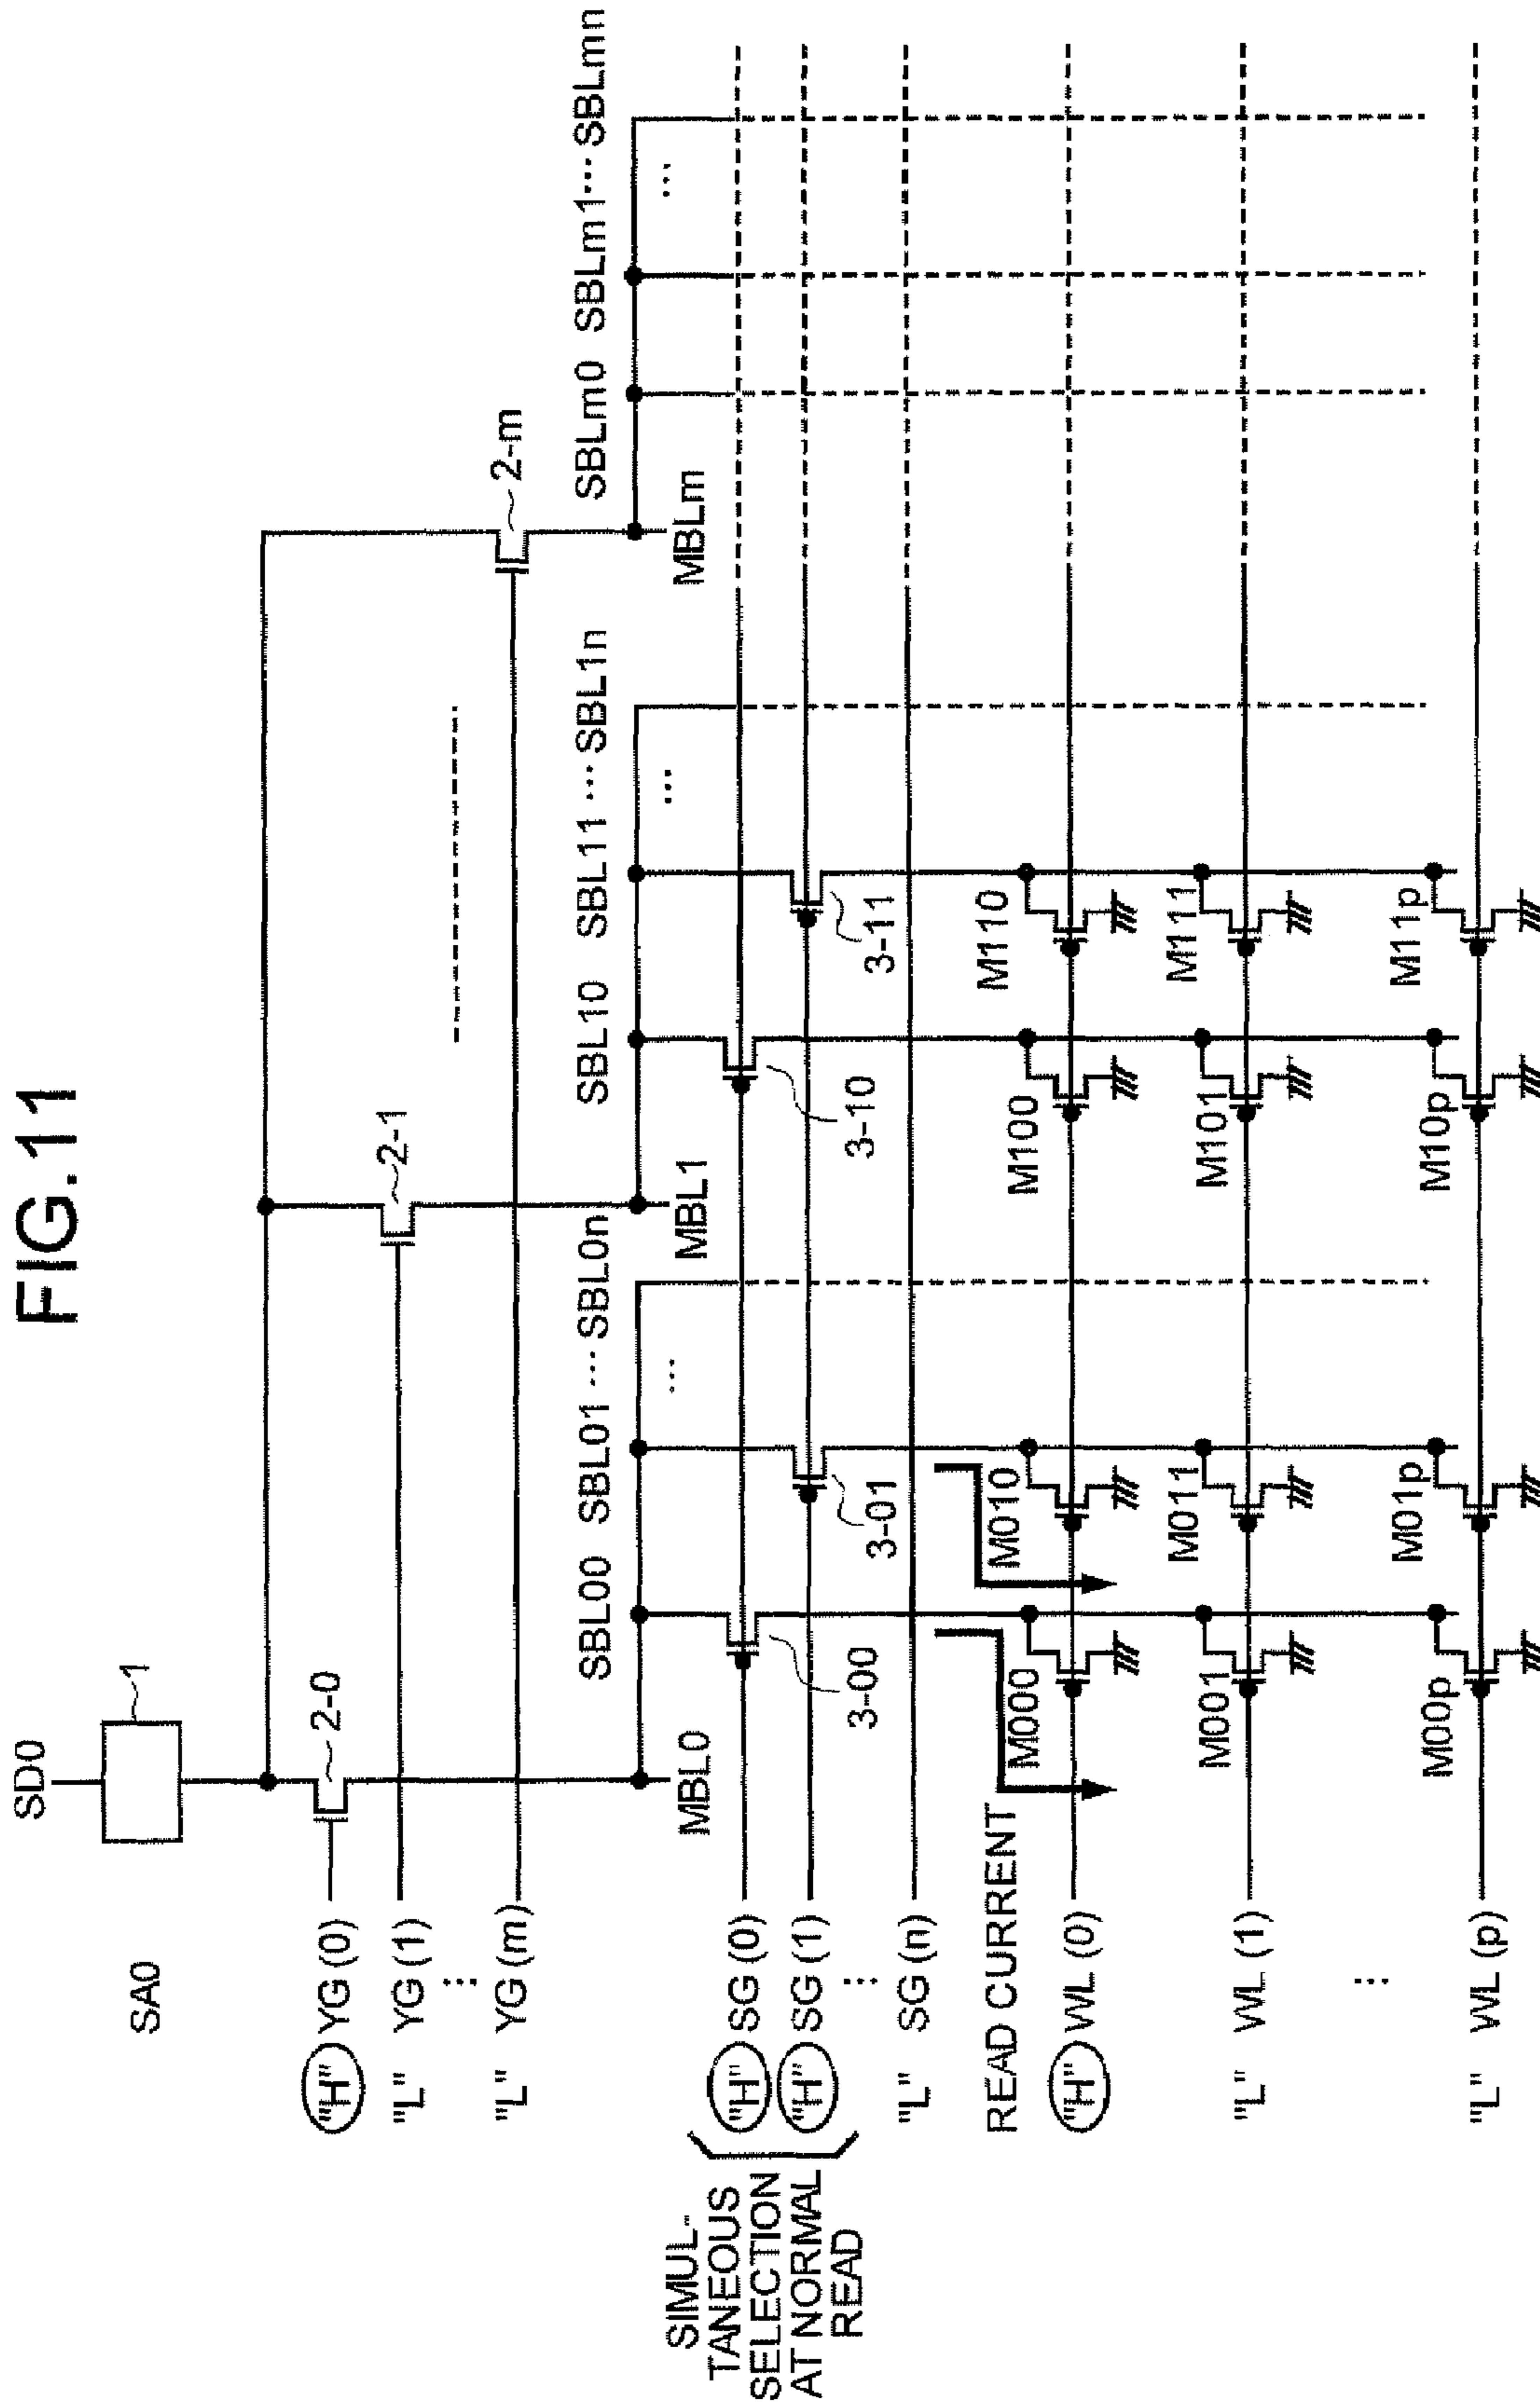 FIG.11
SD0
1
SA0
2-0
2-1
2-m
"H" YG (0)
"L" YG (1)
⋮
"L" YG (m)
SBL00 SBL01 ··· SBL0n
SBL10 SBL11 ··· SBL1n
SBLm0 SBLm1 ··· SBLmn
...
...
...
MBL0
MBL1
MBLm
SIMUL-
TANEOUS
SELECTION
AT NORMAL
READ
"H" SG (0)
"H" SG (1)
⋮
"L" SG (n)
3-00
3-01
3-10
3-11
READ CURRENT
"H" WL (0)
M000
M010
M100
M110
"L" WL (1)
M001
M011
M101
M111
⋮
"L" WL (p)
M00p
M01p
M10p
M11p